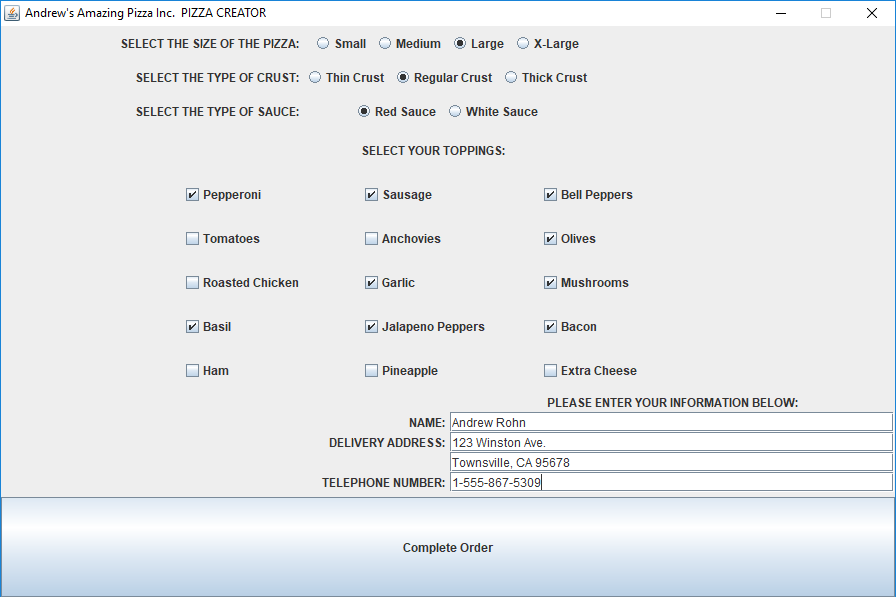 Andrew's Amazing Pizza Inc.  PIZZA CREATOR
SELECT THE SIZE OF THE PIZZA: Small Medium Large X-Large
SELECT THE TYPE OF CRUST: Thin Crust Regular Crust Thick Crust
SELECT THE TYPE OF SAUCE: Red Sauce White Sauce
SELECT YOUR TOPPINGS:
Pepperoni Sausage Bell Peppers
Tomatoes Anchovies Olives
Roasted Chicken Garlic Mushrooms
Basil Jalapeno Peppers Bacon
Ham Pineapple Extra Cheese
PLEASE ENTER YOUR INFORMATION BELOW:
NAME: Andrew Rohn
DELIVERY ADDRESS: 123 Winston Ave.
Townsville, CA 95678
TELEPHONE NUMBER: 1-555-867-5309
Complete Order